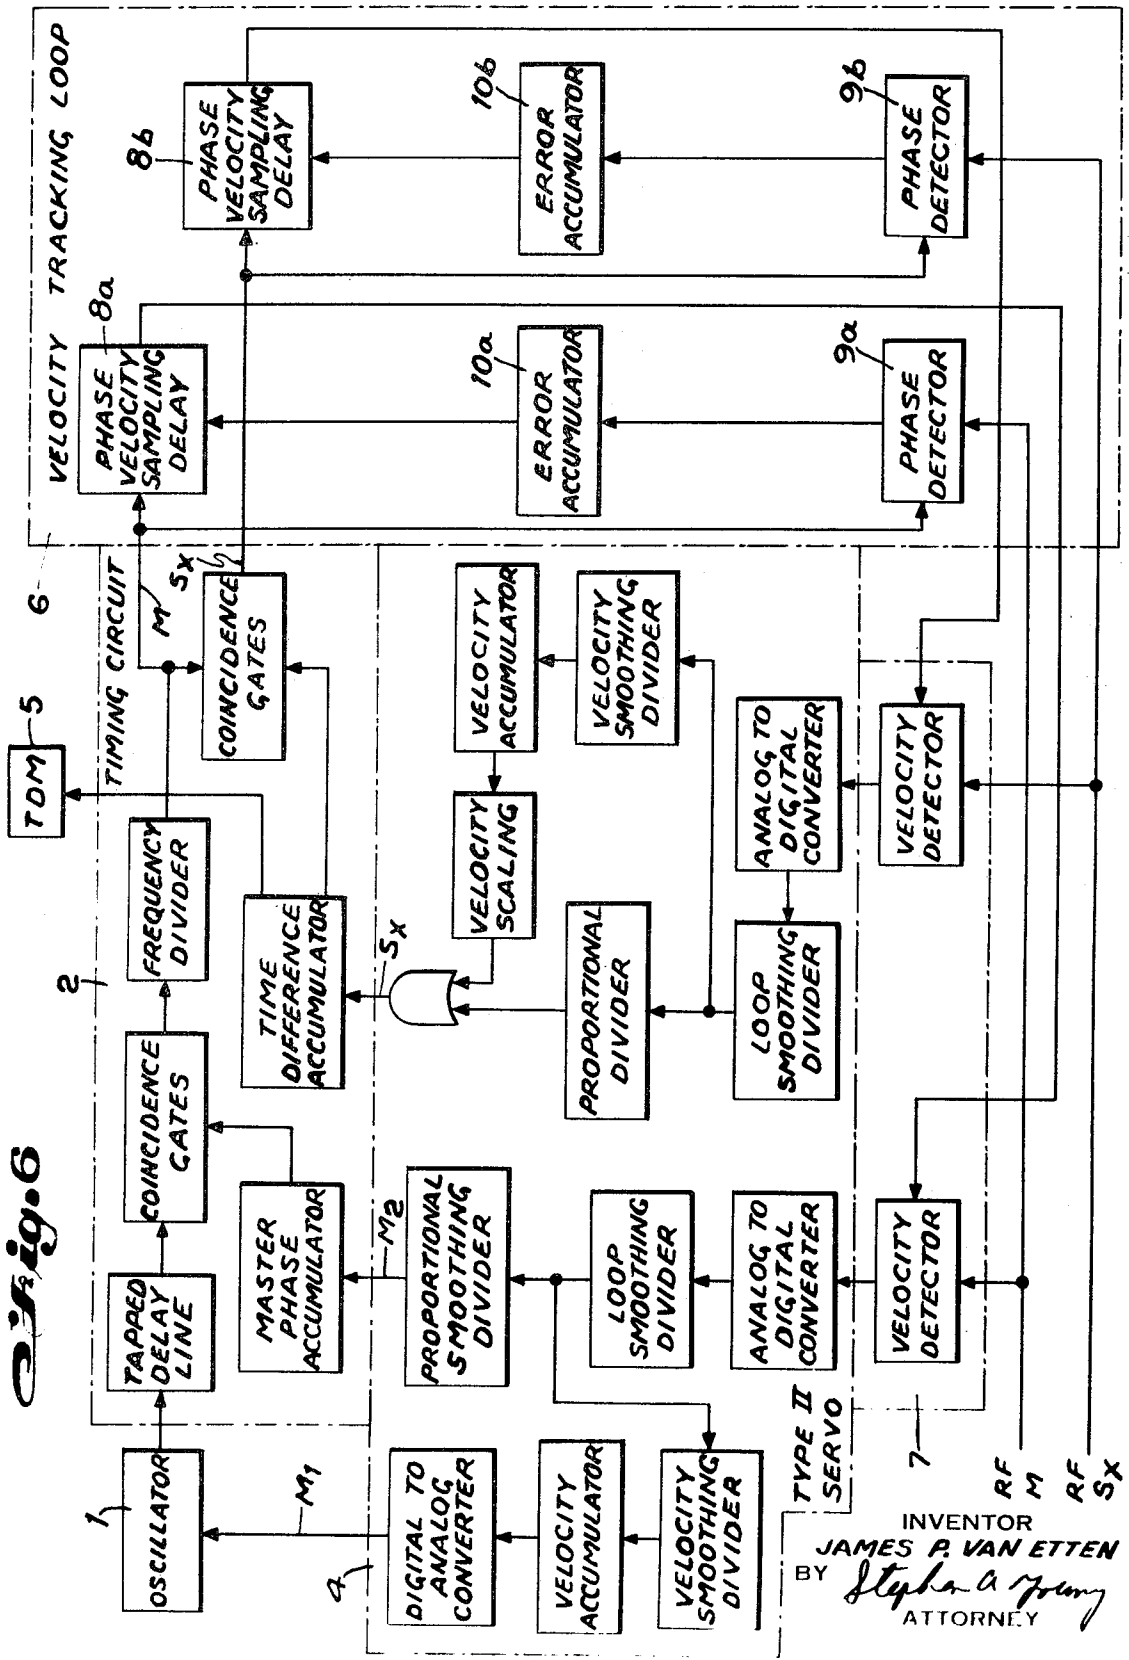 Fig. 6
VELOCITY TRACKING LOOP
6
PHASE
VELOCITY
SAMPLING
DELAY
8a
PHASE
VELOCITY
SAMPLING
DELAY
8b
ERROR
ACCUMULATOR
10a
ERROR
ACCUMULATOR
10b
PHASE
DETECTOR
9a
PHASE
DETECTOR
9b
TDM
5
TIMING CIRCUIT
2
M
SX
OSCILLATOR
1
TAPPED
DELAY
LINE
COINCIDENCE
GATES
FREQUENCY
DIVIDER
COINCIDENCE
GATES
MASTER
PHASE
ACCUMULATOR
TIME
DIFFERENCE
ACCUMULATOR
M1
M2
SX
4
DIGITAL TO
ANALOG
CONVERTER
VELOCITY
ACCUMULATOR
VELOCITY
SMOOTHING
DIVIDER
PROPORTIONAL
SMOOTHING
DIVIDER
LOOP
SMOOTHING
DIVIDER
ANALOG TO
DIGITAL
CONVERTER
VELOCITY
SCALING
VELOCITY
ACCUMULATOR
PROPORTIONAL
DIVIDER
VELOCITY
SMOOTHING
DIVIDER
LOOP
SMOOTHING
DIVIDER
ANALOG TO
DIGITAL
CONVERTER
TYPE II
SERVO
7
VELOCITY
DETECTOR
VELOCITY
DETECTOR
RF
M
RF
SX
INVENTOR
JAMES P. VAN ETTEN
BY Stephen A Young
ATTORNEY